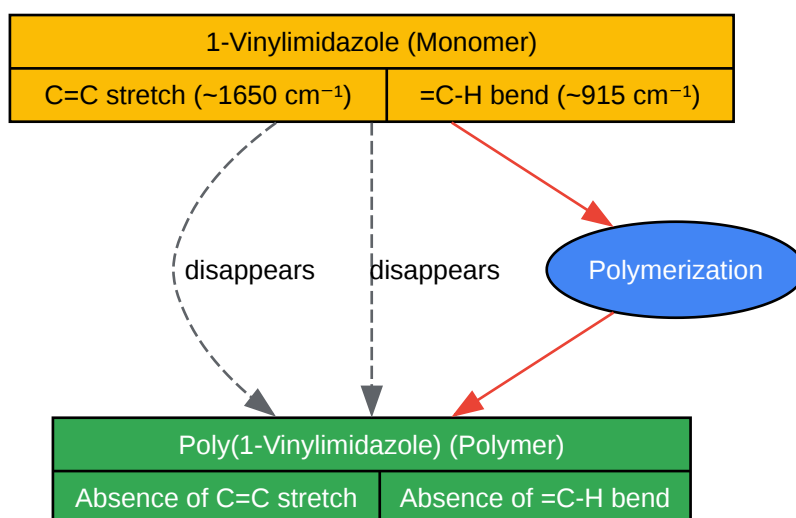 1-Vinylimidazole (Monomer)
C=C stretch (~1650 cm⁻¹)
=C-H bend (~915 cm⁻¹)
disappears
disappears
Polymerization
Poly(1-Vinylimidazole) (Polymer)
Absence of C=C stretch
Absence of =C-H bend